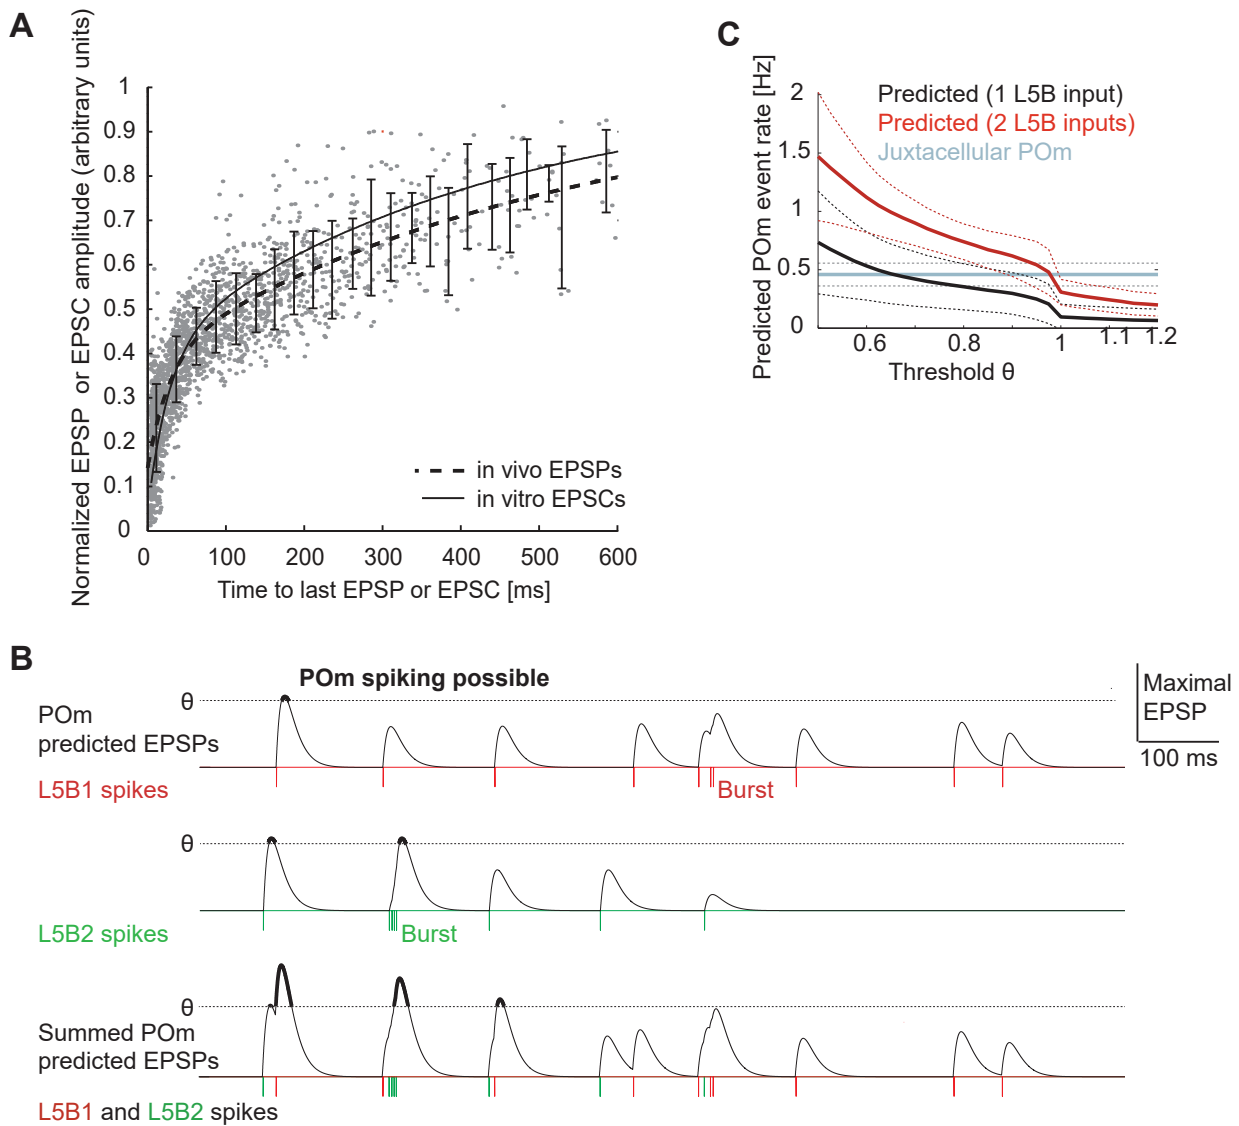 A
Normalized EPSP or EPSC amplitude (arbitrary units)
1
0.9
0.8
0.7
0.6
0.5
0.4
0.3
0.2
0.1
0
in vivo EPSPs
in vitro EPSCs
0 100 200 300 400 500 600
Time to last EPSP or EPSC [ms]
C
Predicted POm event rate [Hz]
2
1.5
1
0.5
0
Predicted (1 L5B input)
Predicted (2 L5B inputs)
Juxtacellular POm
0.6 0.8 1 1.1 1.2
Threshold θ
B
POm spiking possible
θ
POm
predicted EPSPs
L5B1 spikes
Burst
Maximal
EPSP
100 ms
θ
L5B2 spikes
Burst
θ
Summed POm
predicted EPSPs
L5B1 and L5B2 spikes